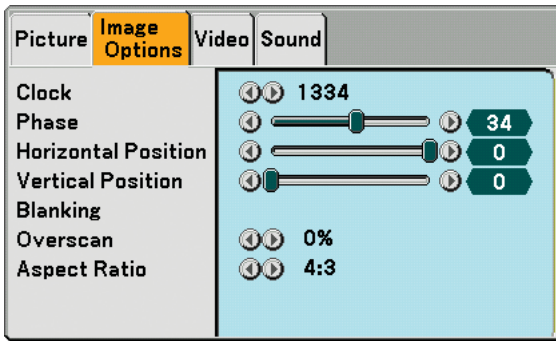 Picture Image Options Video Sound
Clock 1334
Phase 34
Horizontal Position 0
Vertical Position 0
Blanking
Overscan 0%
Aspect Ratio 4:3